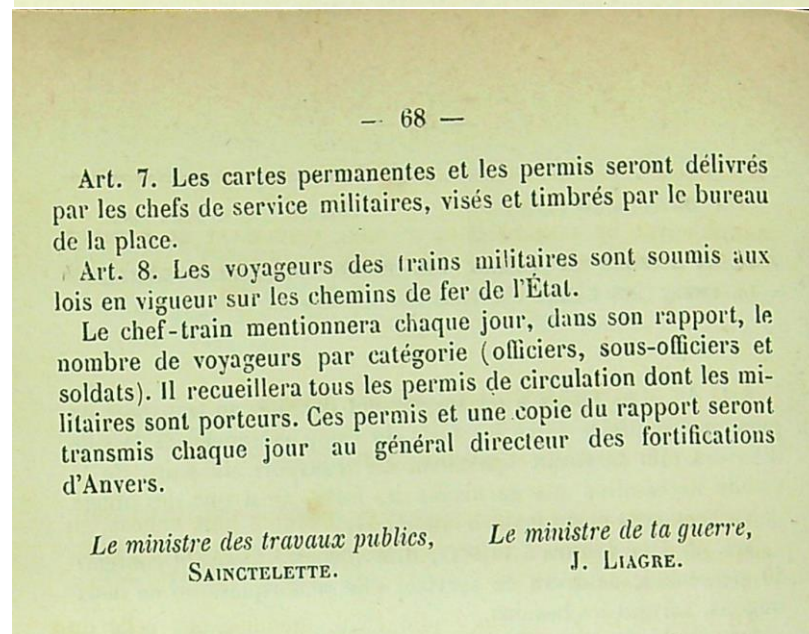 — 68 —
Art. 7. Les cartes permanentes et les permis seront délivrés
par les chefs de service militaires, visés et timbrés par le bureau
de la place.
Art. 8. Les voyageurs des trains militaires sont soumis aux
lois en vigueur sur les chemins de fer de l'État.
Le chef-train mentionnera chaque jour, dans son rapport, le
nombre de voyageurs par catégorie (officiers, sous-officiers et
soldats). Il recueillera tous les permis de circulation dont les mi-
litaires sont porteurs. Ces permis et une copie du rapport seront
transmis chaque jour au général directeur des fortifications
d'Anvers.
Le ministre des travaux publics,
SAINCTELETTE.
Le ministre de ta guerre,
J. LIAGRE.